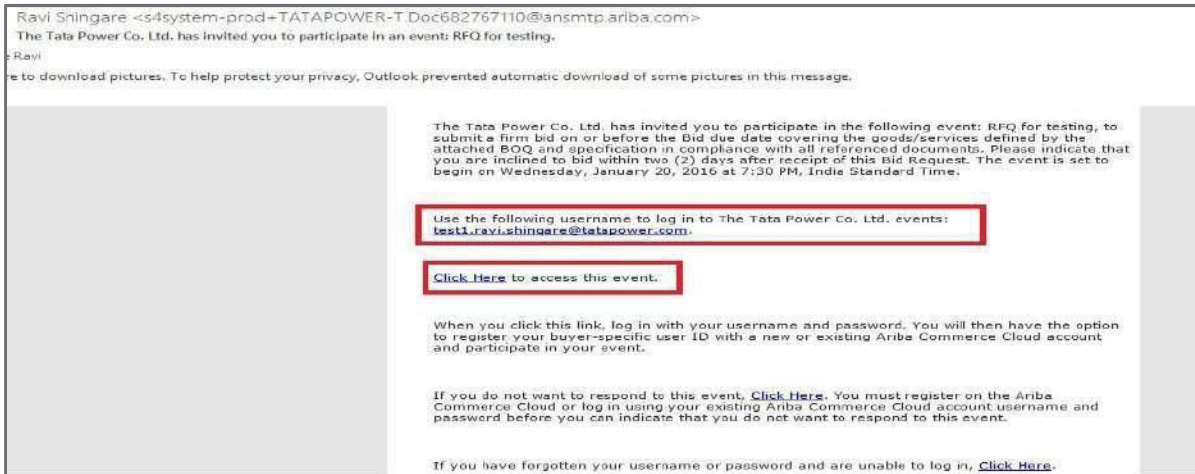 Ravi Shingare <s4system-prod+TATAPOWER-T.Doc682767110@ansmtp.ariba.com>
The Tata Power Co. Ltd. has invited you to participate in an event: RFQ for testing.
e Ravi
re to download pictures. To help protect your privacy, Outlook prevented automatic download of some pictures in this message.
The Tata Power Co. Ltd. has invited you to participate in the following event: RFQ for testing, to
submit a firm bid on or before the Bid due date covering the goods/services defined by the
attached BOQ and specification in compliance with all referenced documents. Please indicate that
you are inclined to bid within two (2) days after receipt of this Bid Request. The event is set to
begin on Wednesday, January 20, 2016 at 7:30 PM, India Standard Time.
Use the following username to log in to The Tata Power Co. Ltd. events:
test1.ravi.shingare@tatapower.com.
Click Here to access this event.
When you click this link, log in with your username and password. You will then have the option
to register your buyer-specific user ID with a new or existing Ariba Commerce Cloud account
and participate in your event.
If you do not want to respond to this event, Click Here. You must register on the Ariba
Commerce Cloud or log in using your existing Ariba Commerce Cloud account username and
password before you can indicate that you do not want to respond to this event.
If you have forgotten your username or password and are unable to log in, Click Here.